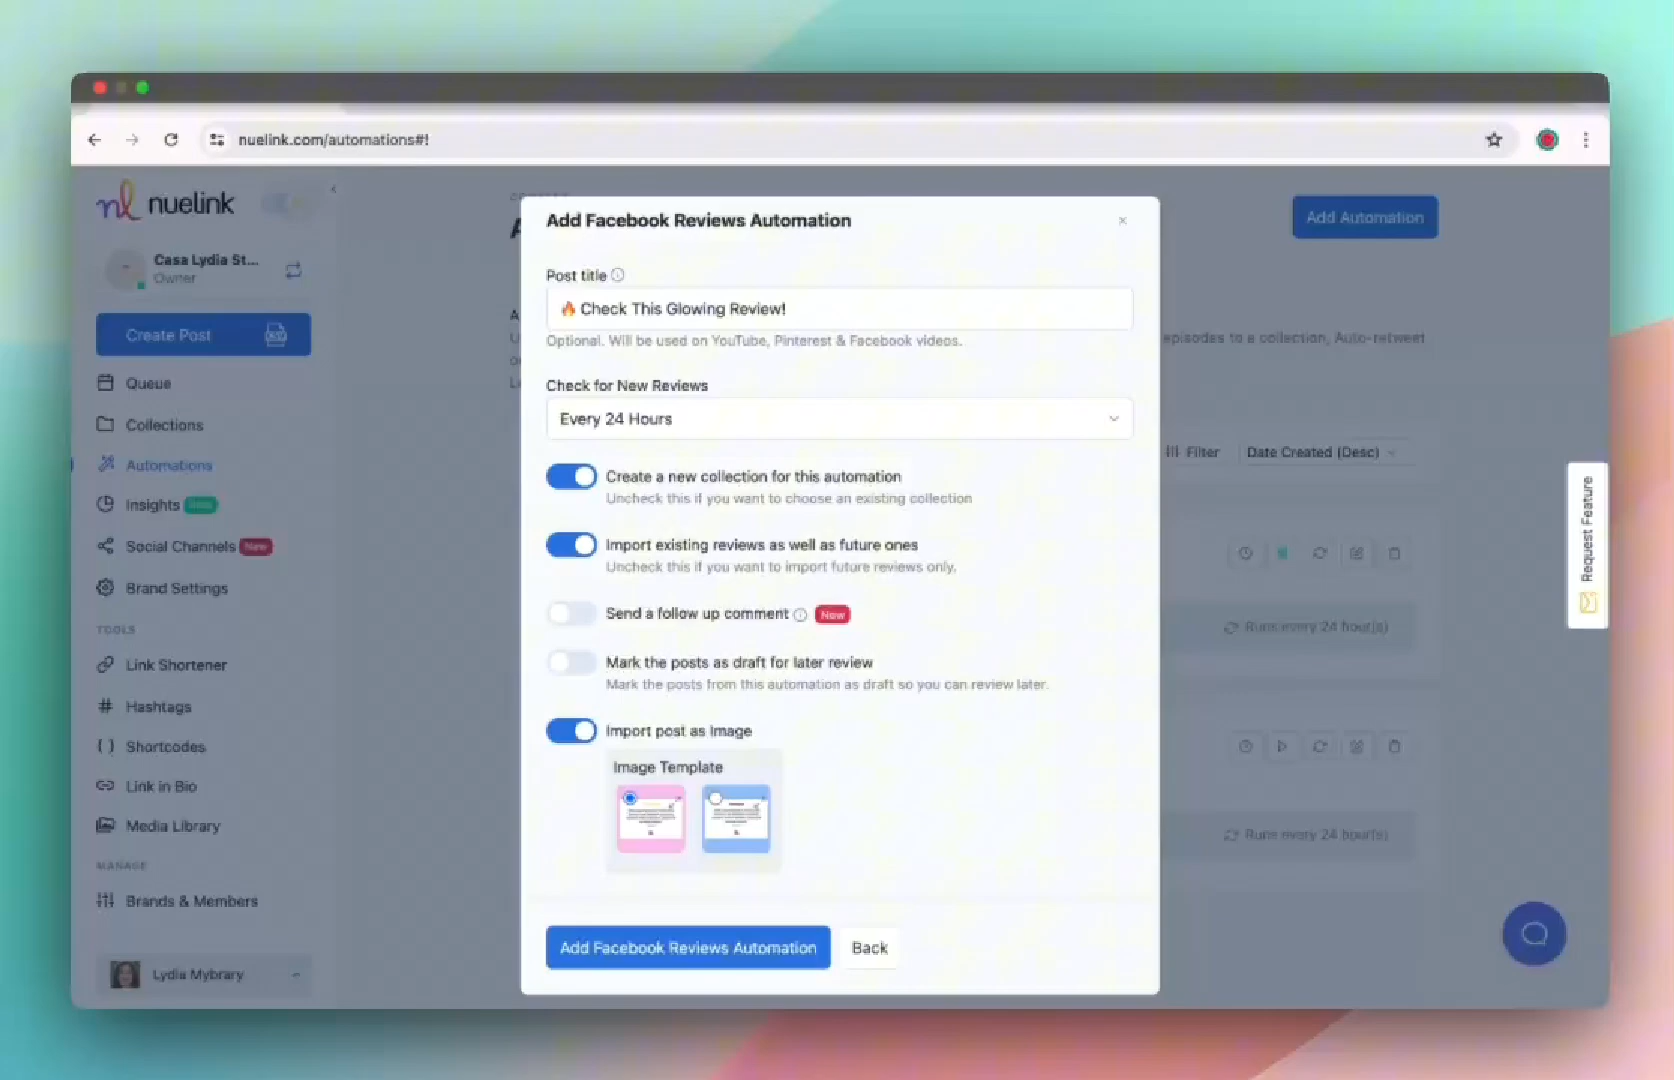 nuelink.com/automations#!
nuelink
Casa Lydia St...
Owner
Create Post
Queue
Collections
Automations
Insights
Social Channels New
Brand Settings
TOOLS
Link Shortener
Hashtags
Shortcodes
Link in Bio
Media Library
MANAGE
Brands & Members
Lydia Mybrary
Add Automation
episodes to a collection, Auto-retweet
Filter
Date Created (Desc)
Runs every 24 hour(s)
Runs every 24 hour(s)
Request Feature
Add Facebook Reviews Automation
Post title
🔥 Check This Glowing Review!
Optional. Will be used on YouTube, Pinterest & Facebook videos.
Check for New Reviews
Every 24 Hours
Create a new collection for this automation
Uncheck this if you want to choose an existing collection
Import existing reviews as well as future ones
Uncheck this if you want to import future reviews only.
Send a follow up comment New
Mark the posts as draft for later review
Mark the posts from this automation as draft so you can review later.
Import post as Image
Image Template
Add Facebook Reviews Automation
Back